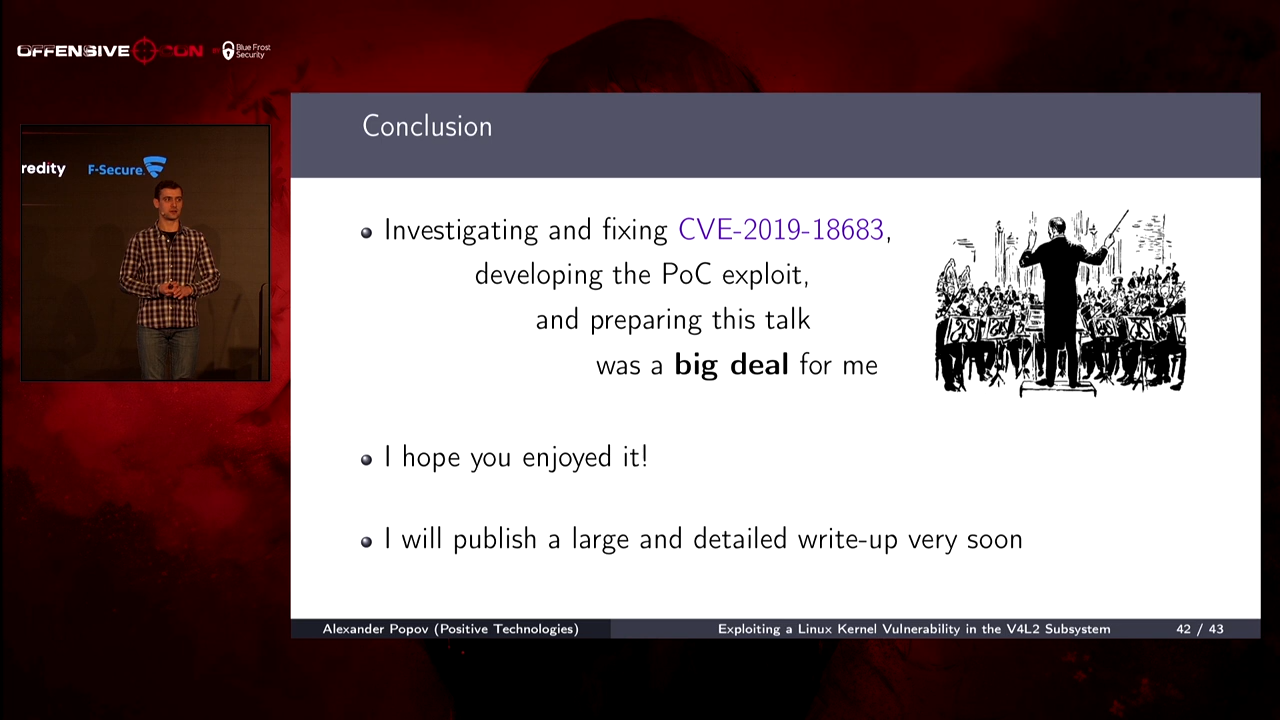 OFFENSIVE CON
Blue Frost
Security
redity
F-Secure.
Conclusion
Investigating and fixing CVE-2019-18683,
developing the PoC exploit,
and preparing this talk
was a big deal for me
I hope you enjoyed it!
I will publish a large and detailed write-up very soon
Alexander Popov (Positive Technologies)
Exploiting a Linux Kernel Vulnerability in the V4L2 Subsystem
42 / 43